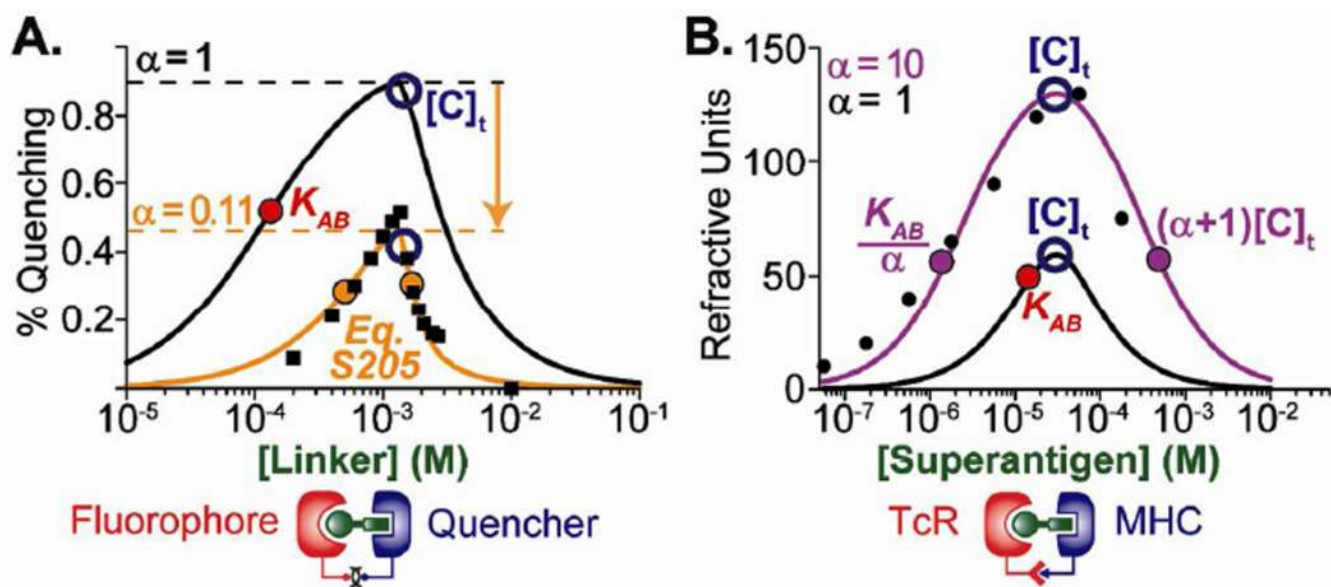 A.
α = 1
[C]t
0.8
% Quenching
0.6
KAB
α = 0.11
0.4
Eq.
S205
0.2
10-5
10-4
10-3
10-2
10-1
[Linker] (M)
Fluorophore
Quencher
B.
150
α = 10
α = 1
[C]t
Refractive Units
100
[C]t
KAB
α
(α+1)[C]t
50
KAB
0
10-7
10-6
10-5
10-4
10-3
10-2
[Superantigen] (M)
TcR
MHC